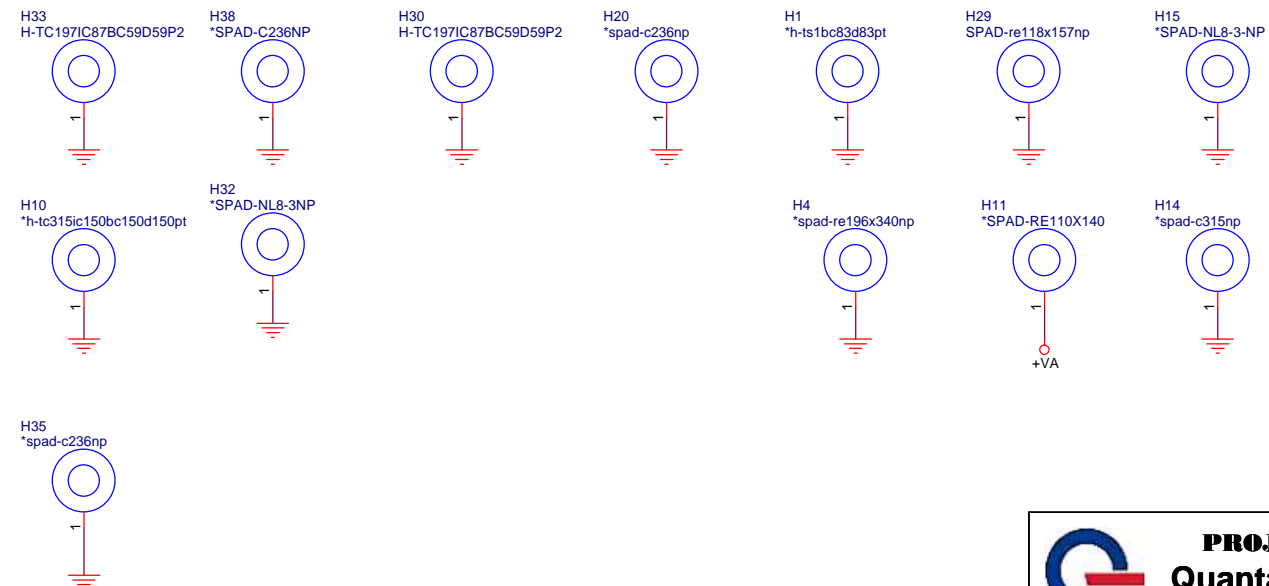 H33
H-TC197IC87BC59D59P2
1
H38
*SPAD-C236NP
1
H30
H-TC197IC87BC59D59P2
1
H20
*spad-c236np
1
H1
*h-ts1bc83d83pt
1
H29
SPAD-re118x157np
1
H15
*SPAD-NL8-3-NP
1
H10
*h-tc315ic150bc150d150pt
1
H32
*SPAD-NL8-3NP
1
H4
*spad-re196x340np
1
H11
*SPAD-RE110X140
1
+VA
H14
*spad-c315np
1
H35
*spad-c236np
1
PROJ
Quanta